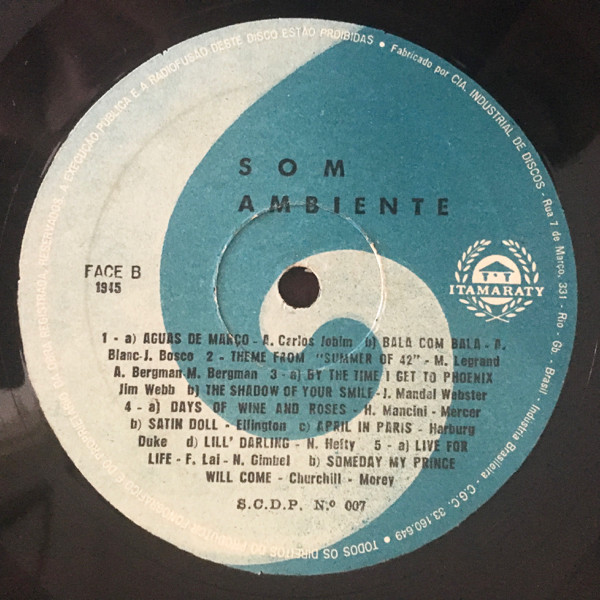 A EXECUÇÃO PÚBLICA E A RADIOFUSÃO DESTE DISCO ESTÃO PROIBIDAS • Fabricado por CIA. INDUSTRIAL DE DISCOS - Rua 7 de Março, 331 - Rio - Gb. - Brasil - Industria Brasileira - C.G.C. 33.160.649 • TODOS OS DIREITOS DO PRODUTOR FONOGRAFICO E DO PROPRIETARIO DA OBRA REGISTRADA RESERVADOS.
SOM
AMBIENTE
FACE B
1945
ITAMARATY
1 - a) AGUAS DE MARÇO - A. Carlos Jobim b) BALA COM BALA - A.
Blanc-J. Bosco 2 - THEME FROM "SUMMER OF 42" - M. Legrand
A. Bergman-M. Bergman 3 - a) BY THE TIME I GET TO PHOENIX
Jim Webb b) THE SHADOW OF YOUR SMILE - J. Mandal Webster
4 - a) DAYS OF WINE AND ROSES - H. Mancini - Mercer
b) SATIN DOLL - Ellington c) APRIL IN PARIS - Harburg
Duke d) LILL' DARLING - N. Hefty 5 - a) LIVE FOR
LIFE - F. Lai - N. Gimbel b) SOMEDAY MY PRINCE
WILL COME - Churchill - Morey
S.C.D.P. N.º 007